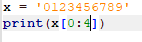 x = '0123456789'
print(x[0:4])